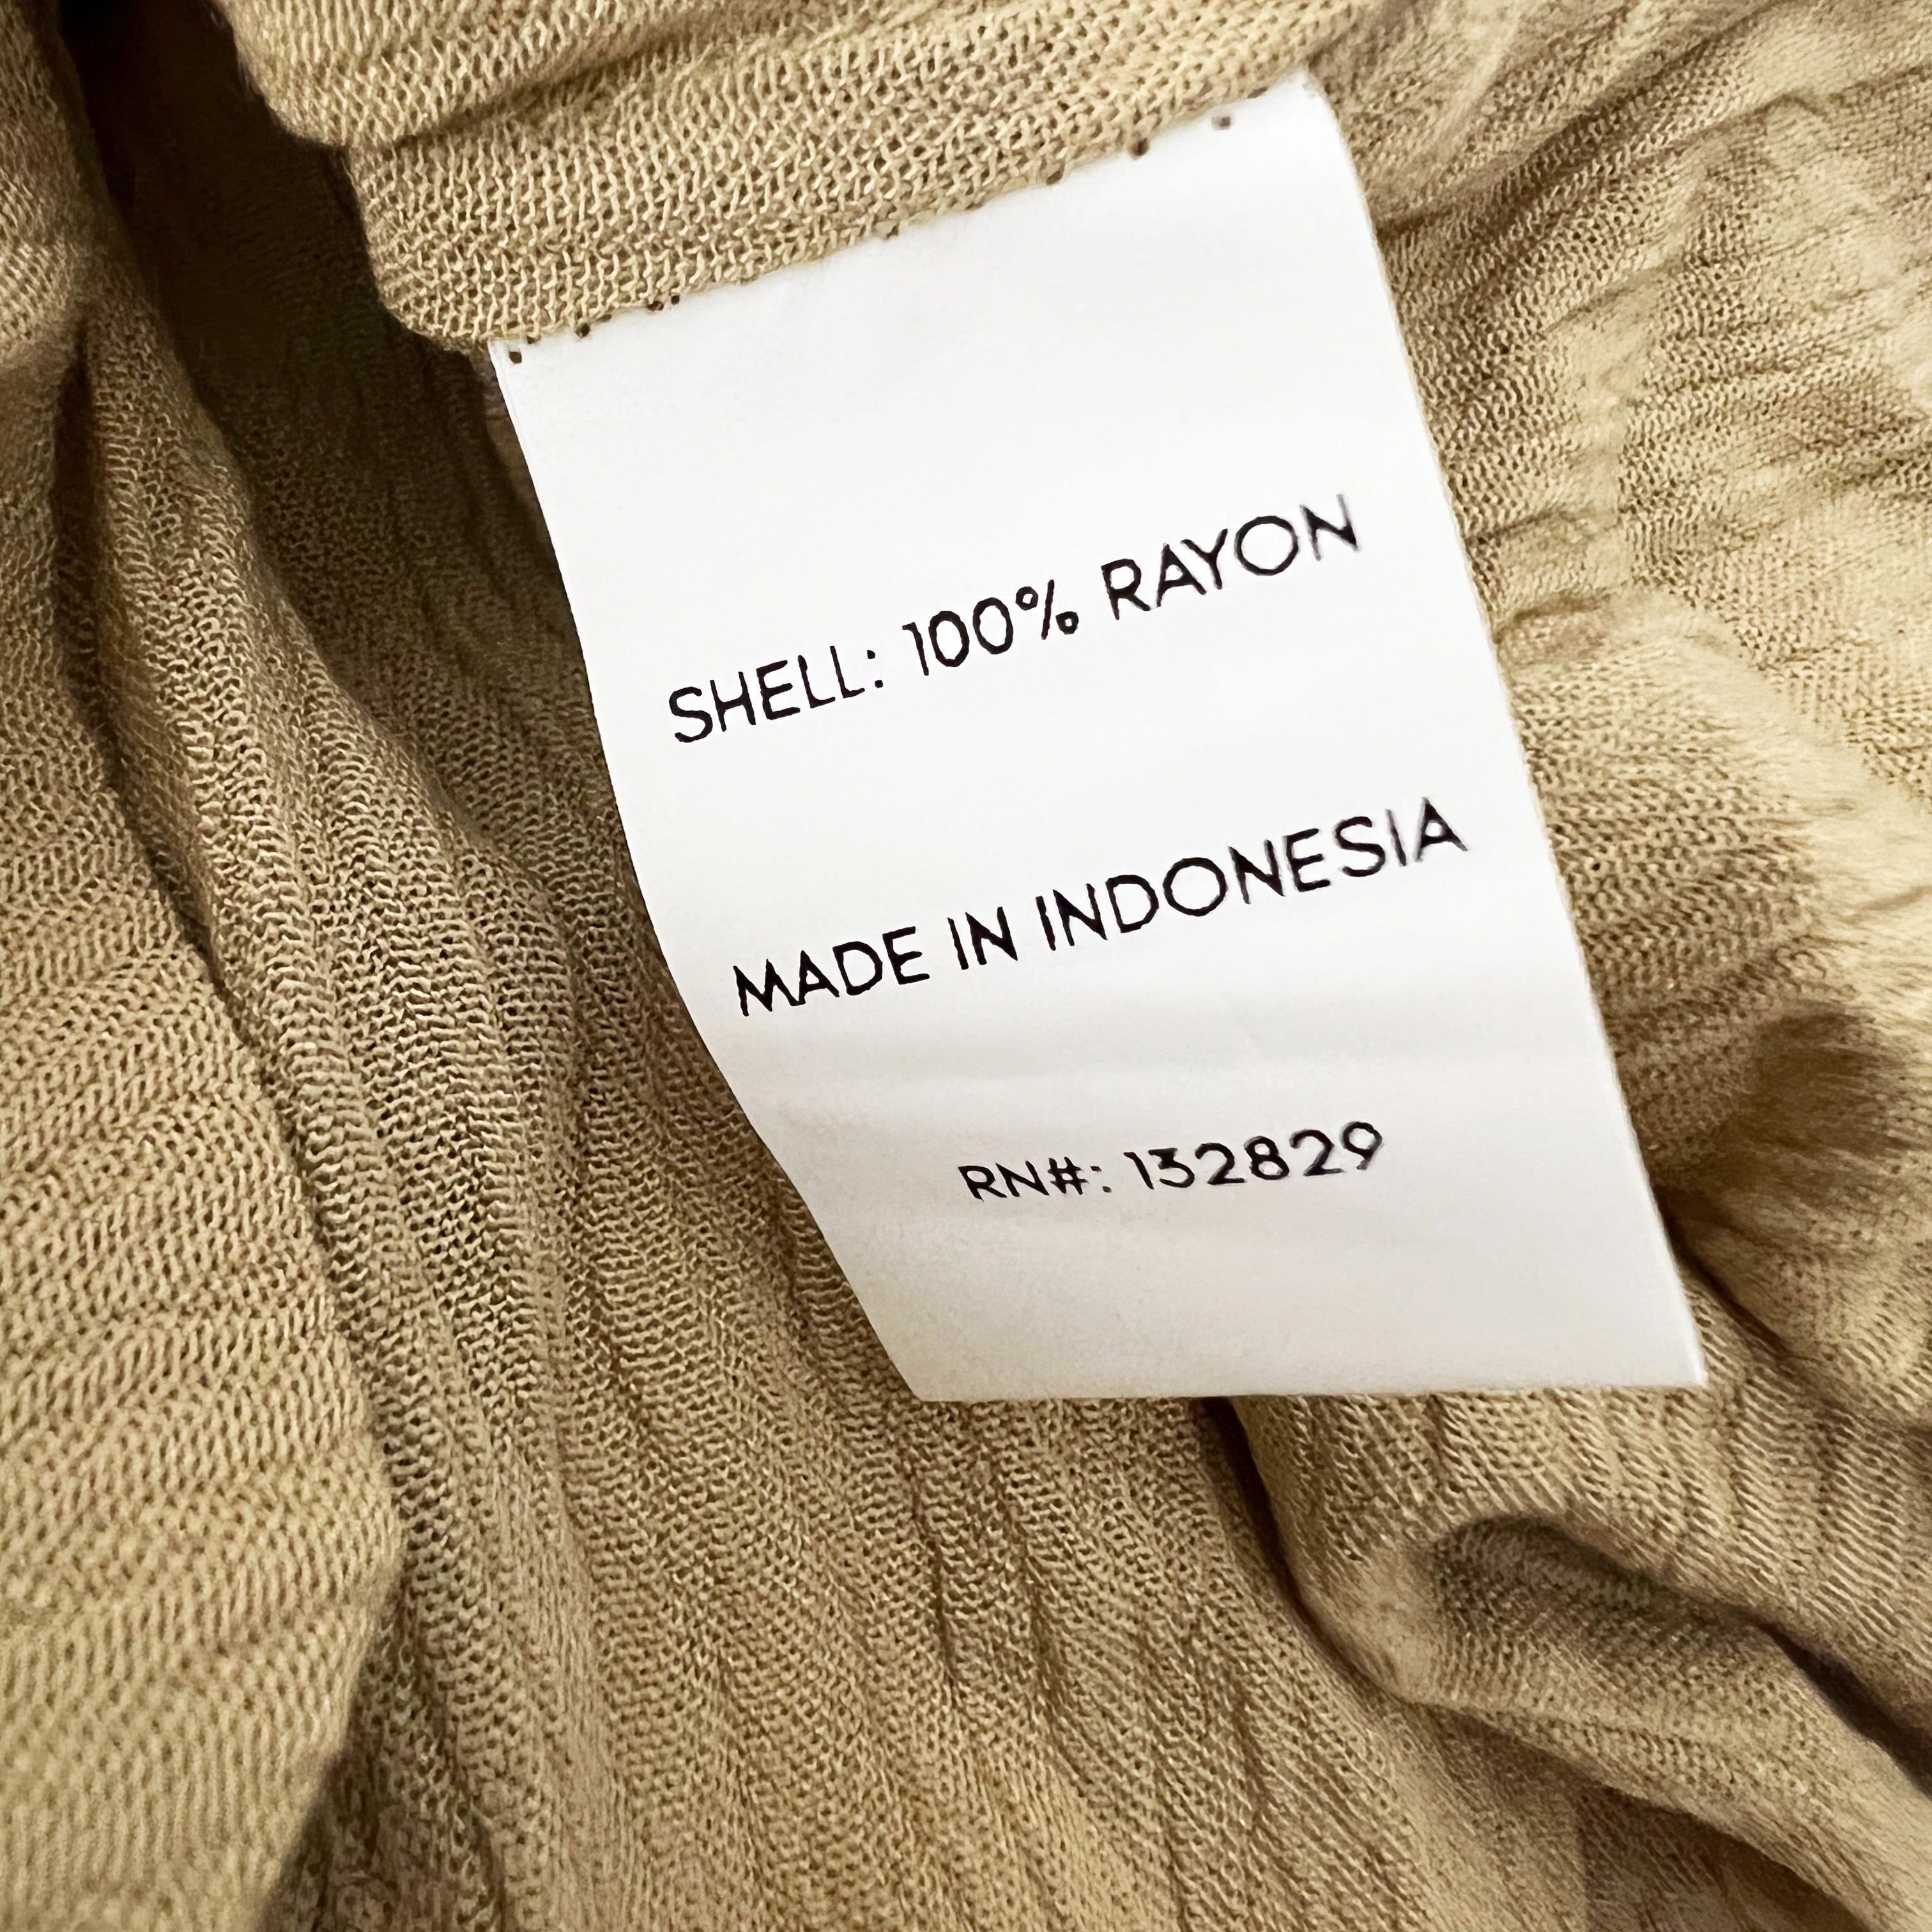 SHELL: 100% RAYON
MADE IN INDONESIA
RN#: 132829